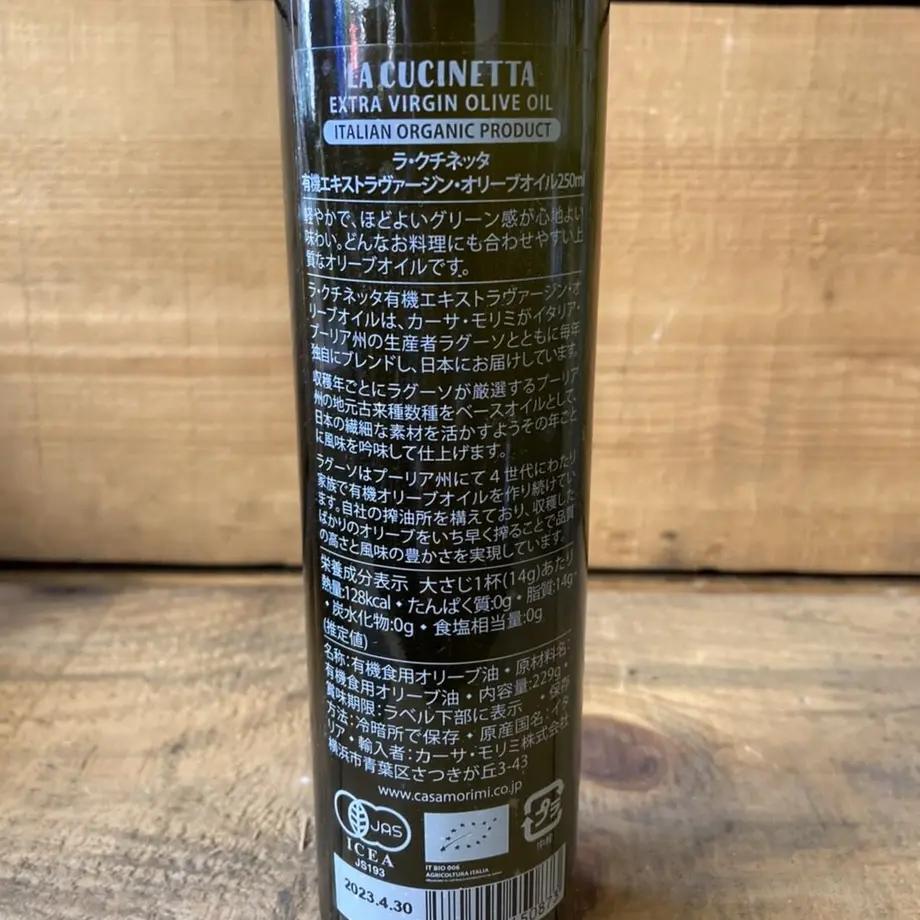 LA CUCINETTA
EXTRA VIRGIN OLIVE OIL
ITALIAN ORGANIC PRODUCT
ラ・クチネッタ
有機エキストラヴァージン・オリーブオイル250ml
軽やかで、ほどよいグリーン感が心地よい
味わい。どんなお料理にも合わせやすい上
質なオリーブオイルです。
ラ・クチネッタ有機エキストラヴァージン・オ
リーブオイルは、カーサ・モリミがイタリア・
プーリア州の生産者ラグーソとともに毎年
独自にブレンドし、日本にお届けしています。
収穫年ごとにラグーソが厳選するプーリア
州の地元古来種数種をベースオイルとして、
日本の繊細な素材を活かすようその年ごと
に風味を吟味して仕上げます。
ラグーソはプーリア州にて4世代にわたり
家族で有機オリーブオイルを作り続けてい
ます。自社の搾油所を構えており、収穫した
ばかりのオリーブをいち早く搾ることで品質
の高さと風味の豊かさを実現しています。
栄養成分表示 大さじ1杯(14g)あたり
熱量:128kcal・たんぱく質:0g・脂質:14g
・炭水化物:0g・食塩相当量:0g
(推定値)
名称:有機食用オリーブ油・原材料名:
有機食用オリーブ油・内容量:229g・
賞味期限:ラベル下部に表示・保存
方法:冷暗所で保存・原産国名:イタ
リア・輸入者:カーサ・モリミ株式会社
横浜市青葉区さつきが丘3-43
www.casamorimi.co.jp
JAS
ICEA
JS193
IT BIO 006
AGRICOLTURA ITALIA
プラ
2023.4.30